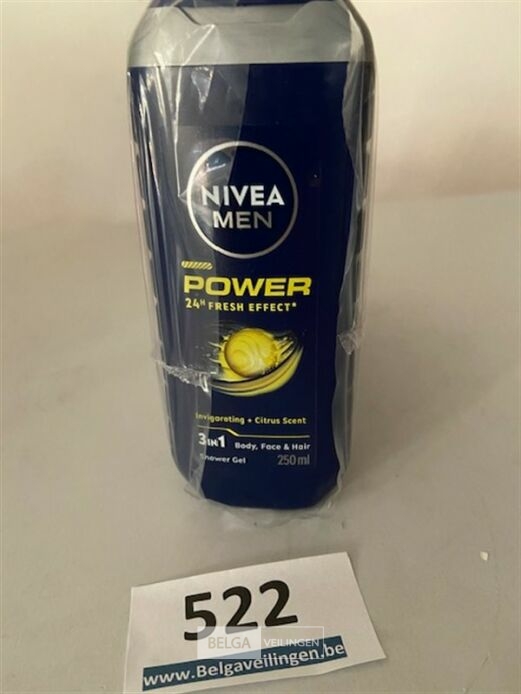 NIVEA
MEN
POWER
24H FRESH EFFECT*
Invigorating + Citrus Scent
3IN1 Body, Face & Hair
Shower Gel 250 ml
522
BELGA VEILINGEN
www.Belgaveilingen.be